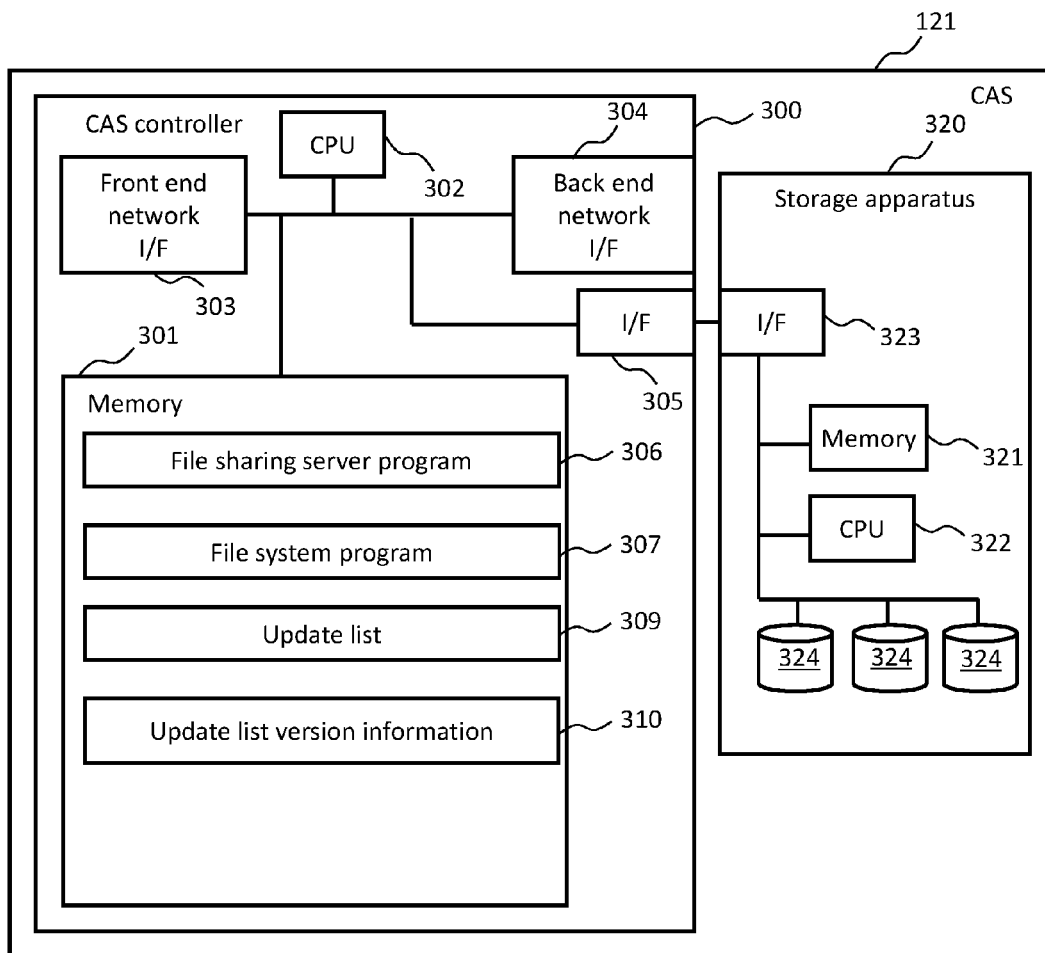 121
CAS
CAS controller
300
304
320
CPU
302
Front end
network
I/F
303
Back end
network
I/F
Storage apparatus
I/F
305
I/F
323
301
Memory
File sharing server program
306
File system program
307
Update list
309
Update list version information
310
Memory
321
CPU
322
324
324
324